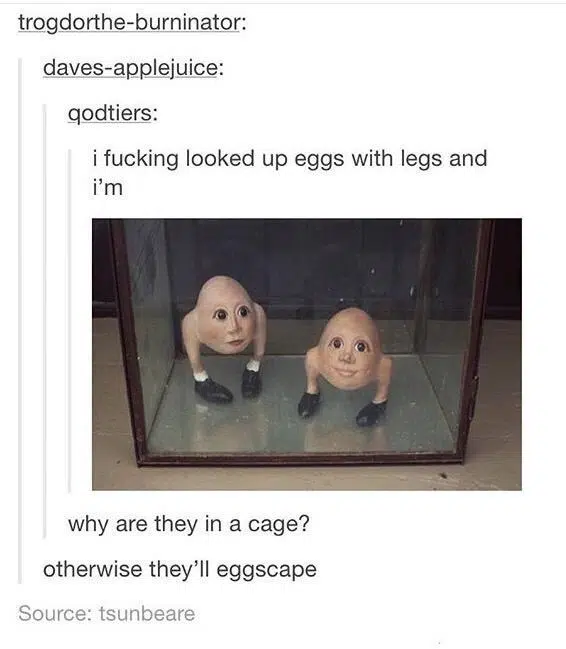 trogdorthe-burninator:
daves-applejuice:
qodtiers:
i fucking looked up eggs with legs and
i'm
why are they in a cage?
otherwise they'll eggscape
Source: tsunbeare